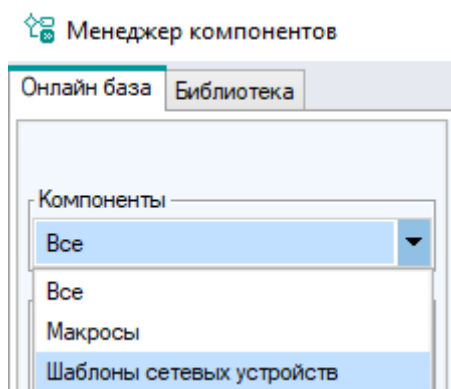 Менеджер компонентов
Онлайн база Библиотека
Компоненты
Все
Все
Макросы
Шаблоны сетевых устройств